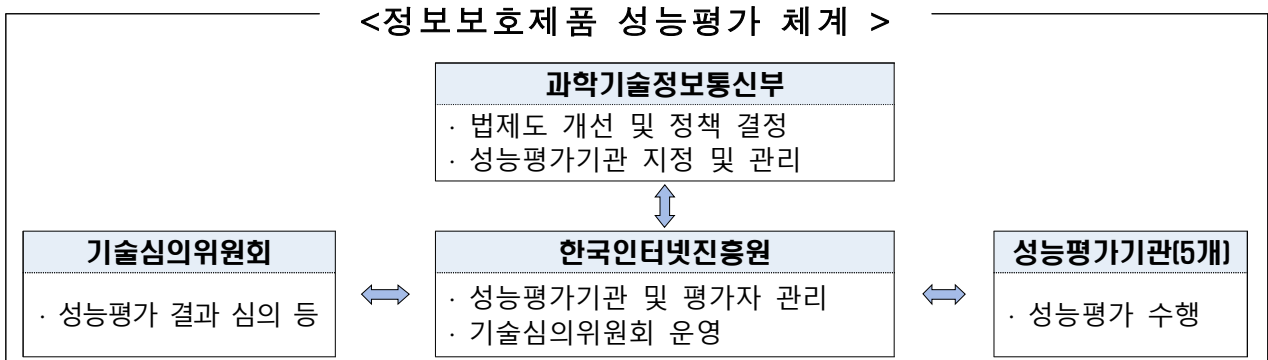 <정보보호제품 성능평가 체계 >
과학기술정보통신부
· 법제도 개선 및 정책 결정
· 성능평가기관 지정 및 관리
기술심의위원회
· 성능평가 결과 심의 등
한국인터넷진흥원
· 성능평가기관 및 평가자 관리
· 기술심의위원회 운영
성능평가기관(5개)
· 성능평가 수행